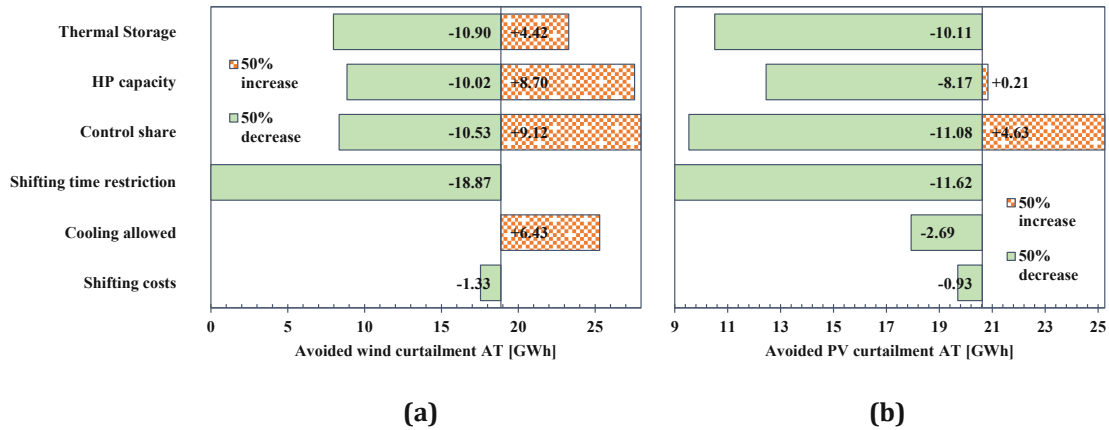 Thermal Storage
-10.90
+4.42
-10.11
50%
increase
HP capacity
-10.02
+8.70
-8.17
+0.21
50%
decrease
Control share
-10.53
+9.12
-11.08
+4.63
Shifting time restriction
-18.87
-11.62
50%
increase
Cooling allowed
+6.43
-2.69
50%
decrease
Shifting costs
-1.33
-0.93
0 5 10 15 20 25
9 11 13 15 17 19 21 23 25
Avoided wind curtailment AT [GWh]
Avoided PV curtailment AT [GWh]
(a)
(b)